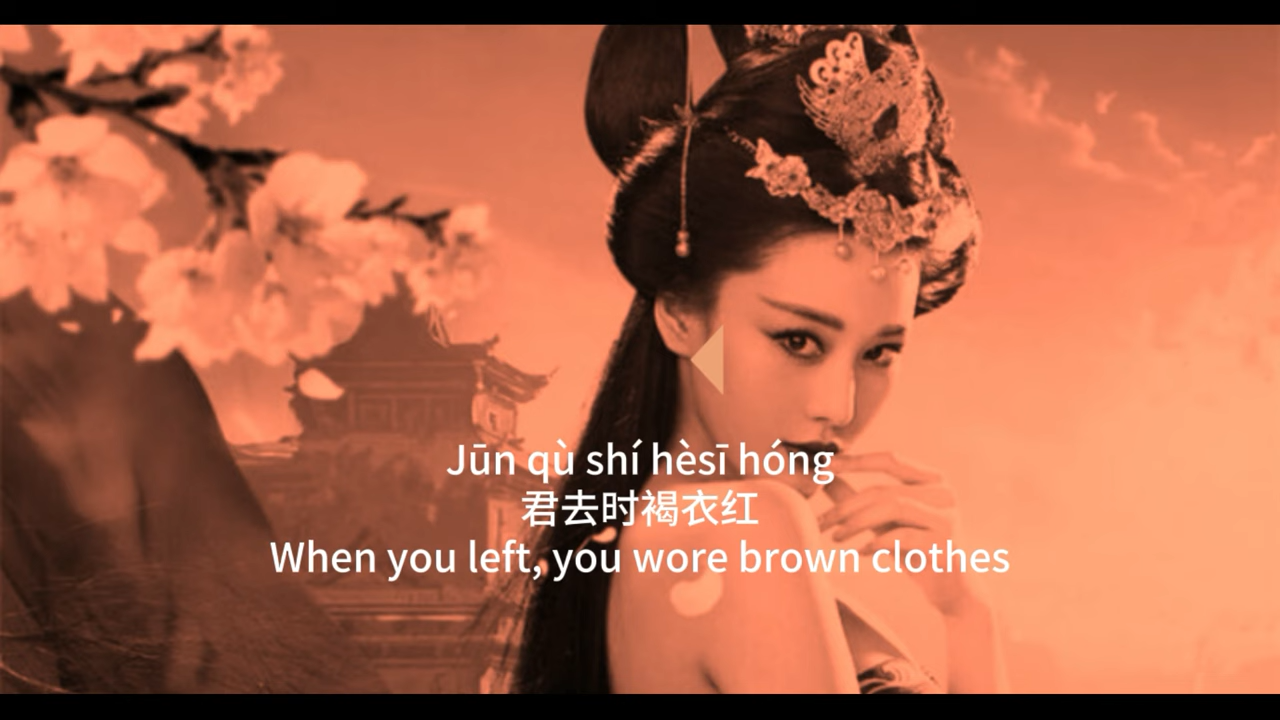 Jūn qù shí hèsī hóng
君去时褐衣红
When you left, you wore brown clothes